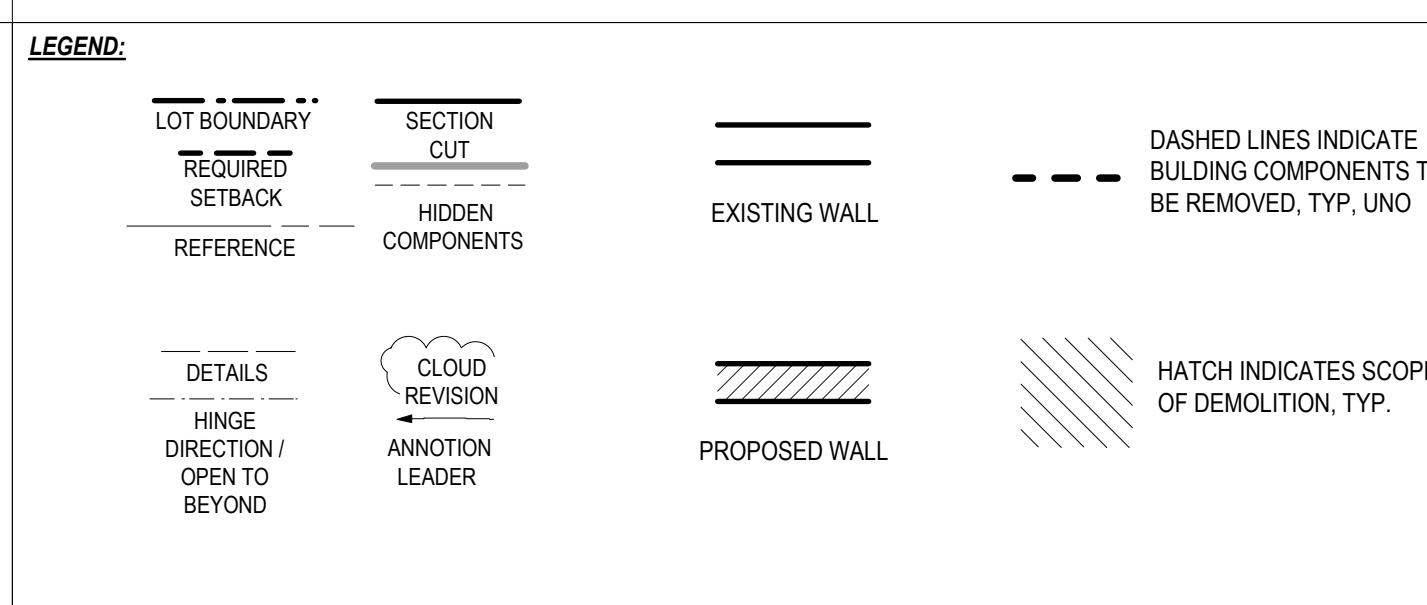 LEGEND:
LOT BOUNDARY
REQUIRED
SETBACK
REFERENCE
SECTION
CUT
HIDDEN
COMPONENTS
EXISTING WALL
DASHED LINES INDICATE
BULDING COMPONENTS T
BE REMOVED, TYP, UNO
DETAILS
HINGE
DIRECTION /
OPEN TO
BEYOND
CLOUD
REVISION
ANNOTION
LEADER
PROPOSED WALL
HATCH INDICATES SCOP
OF DEMOLITION, TYP.